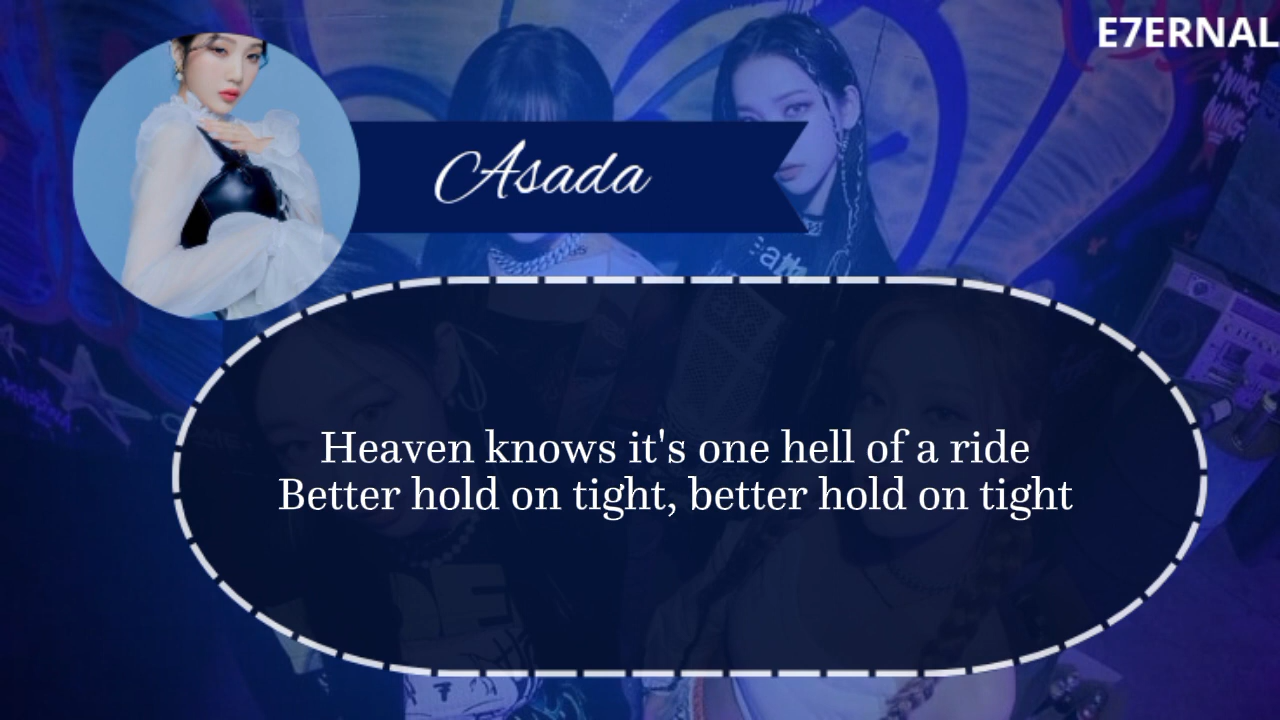 E7ERNAL
Asada
Heaven knows it's one hell of a ride
Better hold on tight, better hold on tight